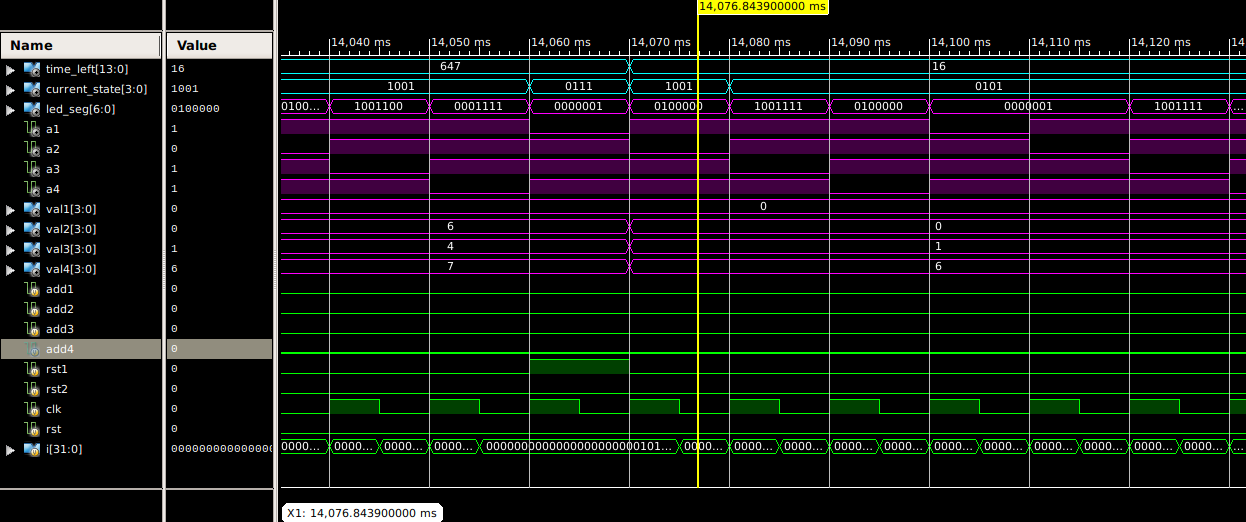 14,076.843900000 ms
Name Value 14,040 ms 14,050 ms 14,060 ms 14,070 ms 14,080 ms 14,090 ms 14,100 ms 14,110 ms 14,120 ms 14
time_left[13:0] 16 647 16
current_state[3:0] 1001 1001 0111 1001 0101
led_seg[6:0] 0100000 0100... 1001100 0001111 0000001 0100000 1001111 0100000 0000001 1001111 ...
a1 1
a2 0
a3 1
a4 1
val1[3:0] 0 0
val2[3:0] 0 6 0
val3[3:0] 1 4 1
val4[3:0] 6 7 6
add1 0
add2 0
add3 0
add4 0
rst1 0
rst2 0
clk 0
rst 0
i[31:0] 0000000000000000 0000... 0000... 0000... 0000... 00000000000000000000000101... 0000... 0000... 0000... 0000... 0000... 0000... 0000... 0000... 0000... 0000... 0000... ...
X1: 14,076.843900000 ms